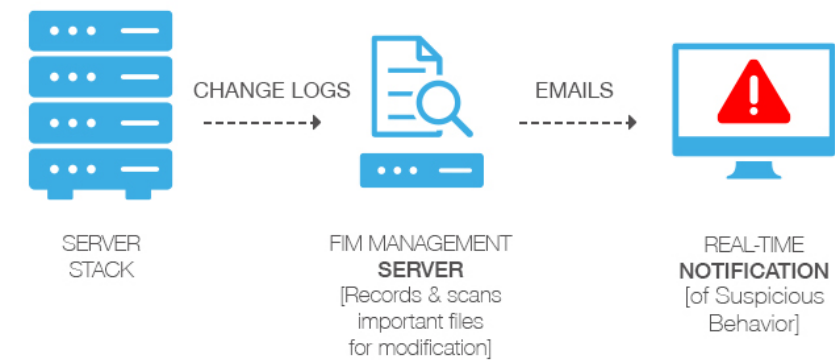 CHANGE LOGS
EMAILS
SERVER
STACK
FIM MANAGEMENT
SERVER
[Records & scans
important files
for modification]
REAL-TIME
NOTIFICATION
[of Suspicious
Behavior]